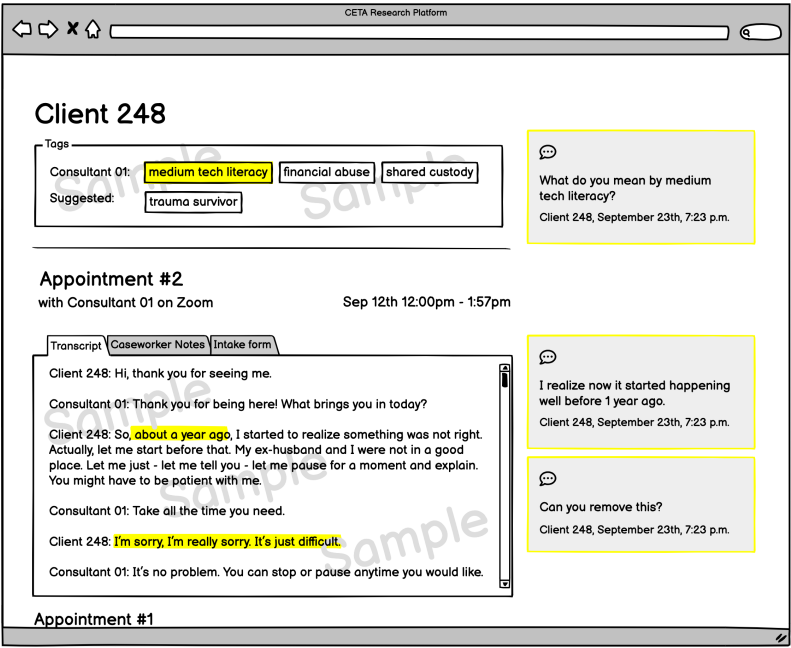 CETA Research Platform
Client 248
Tags
Consultant 01: medium tech literacy financial abuse shared custody
Suggested: trauma survivor
Sample
Sample
What do you mean by medium
tech literacy?
Client 248, September 23th, 7:23 p.m.
Appointment #2
with Consultant 01 on Zoom Sep 12th 12:00pm - 1:57pm
Transcript Caseworker Notes Intake form
Client 248: Hi, thank you for seeing me.
Consultant 01: Thank you for being here! What brings you in today?
Client 248: So, about a year ago, I started to realize something was not right.
Actually, let me start before that. My ex-husband and I were not in a good
place. Let me just - let me tell you - let me pause for a moment and explain.
You might have to be patient with me.
Consultant 01: Take all the time you need.
Client 248: I'm sorry, I'm really sorry. It's just difficult.
Consultant 01: It's no problem. You can stop or pause anytime you would like.
Sample
Sample
Sample
I realize now it started happening
well before 1 year ago.
Client 248, September 23th, 7:23 p.m.
Can you remove this?
Client 248, September 23th, 7:23 p.m.
Appointment #1